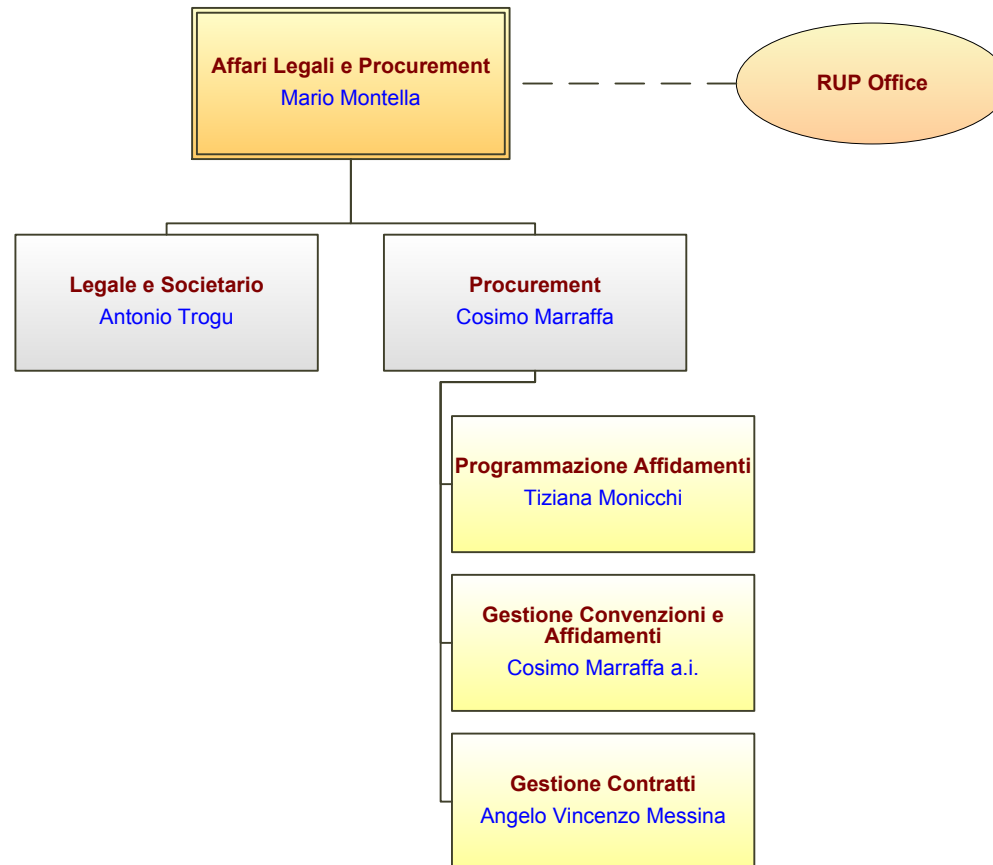 Affari Legali e Procurement
Mario Montella
RUP Office
Legale e Societario
Antonio Trogu
Procurement
Cosimo Marraffa
Programmazione Affidamenti
Tiziana Monicchi
Gestione Convenzioni e
Affidamenti
Cosimo Marraffa a.i.
Gestione Contratti
Angelo Vincenzo Messina